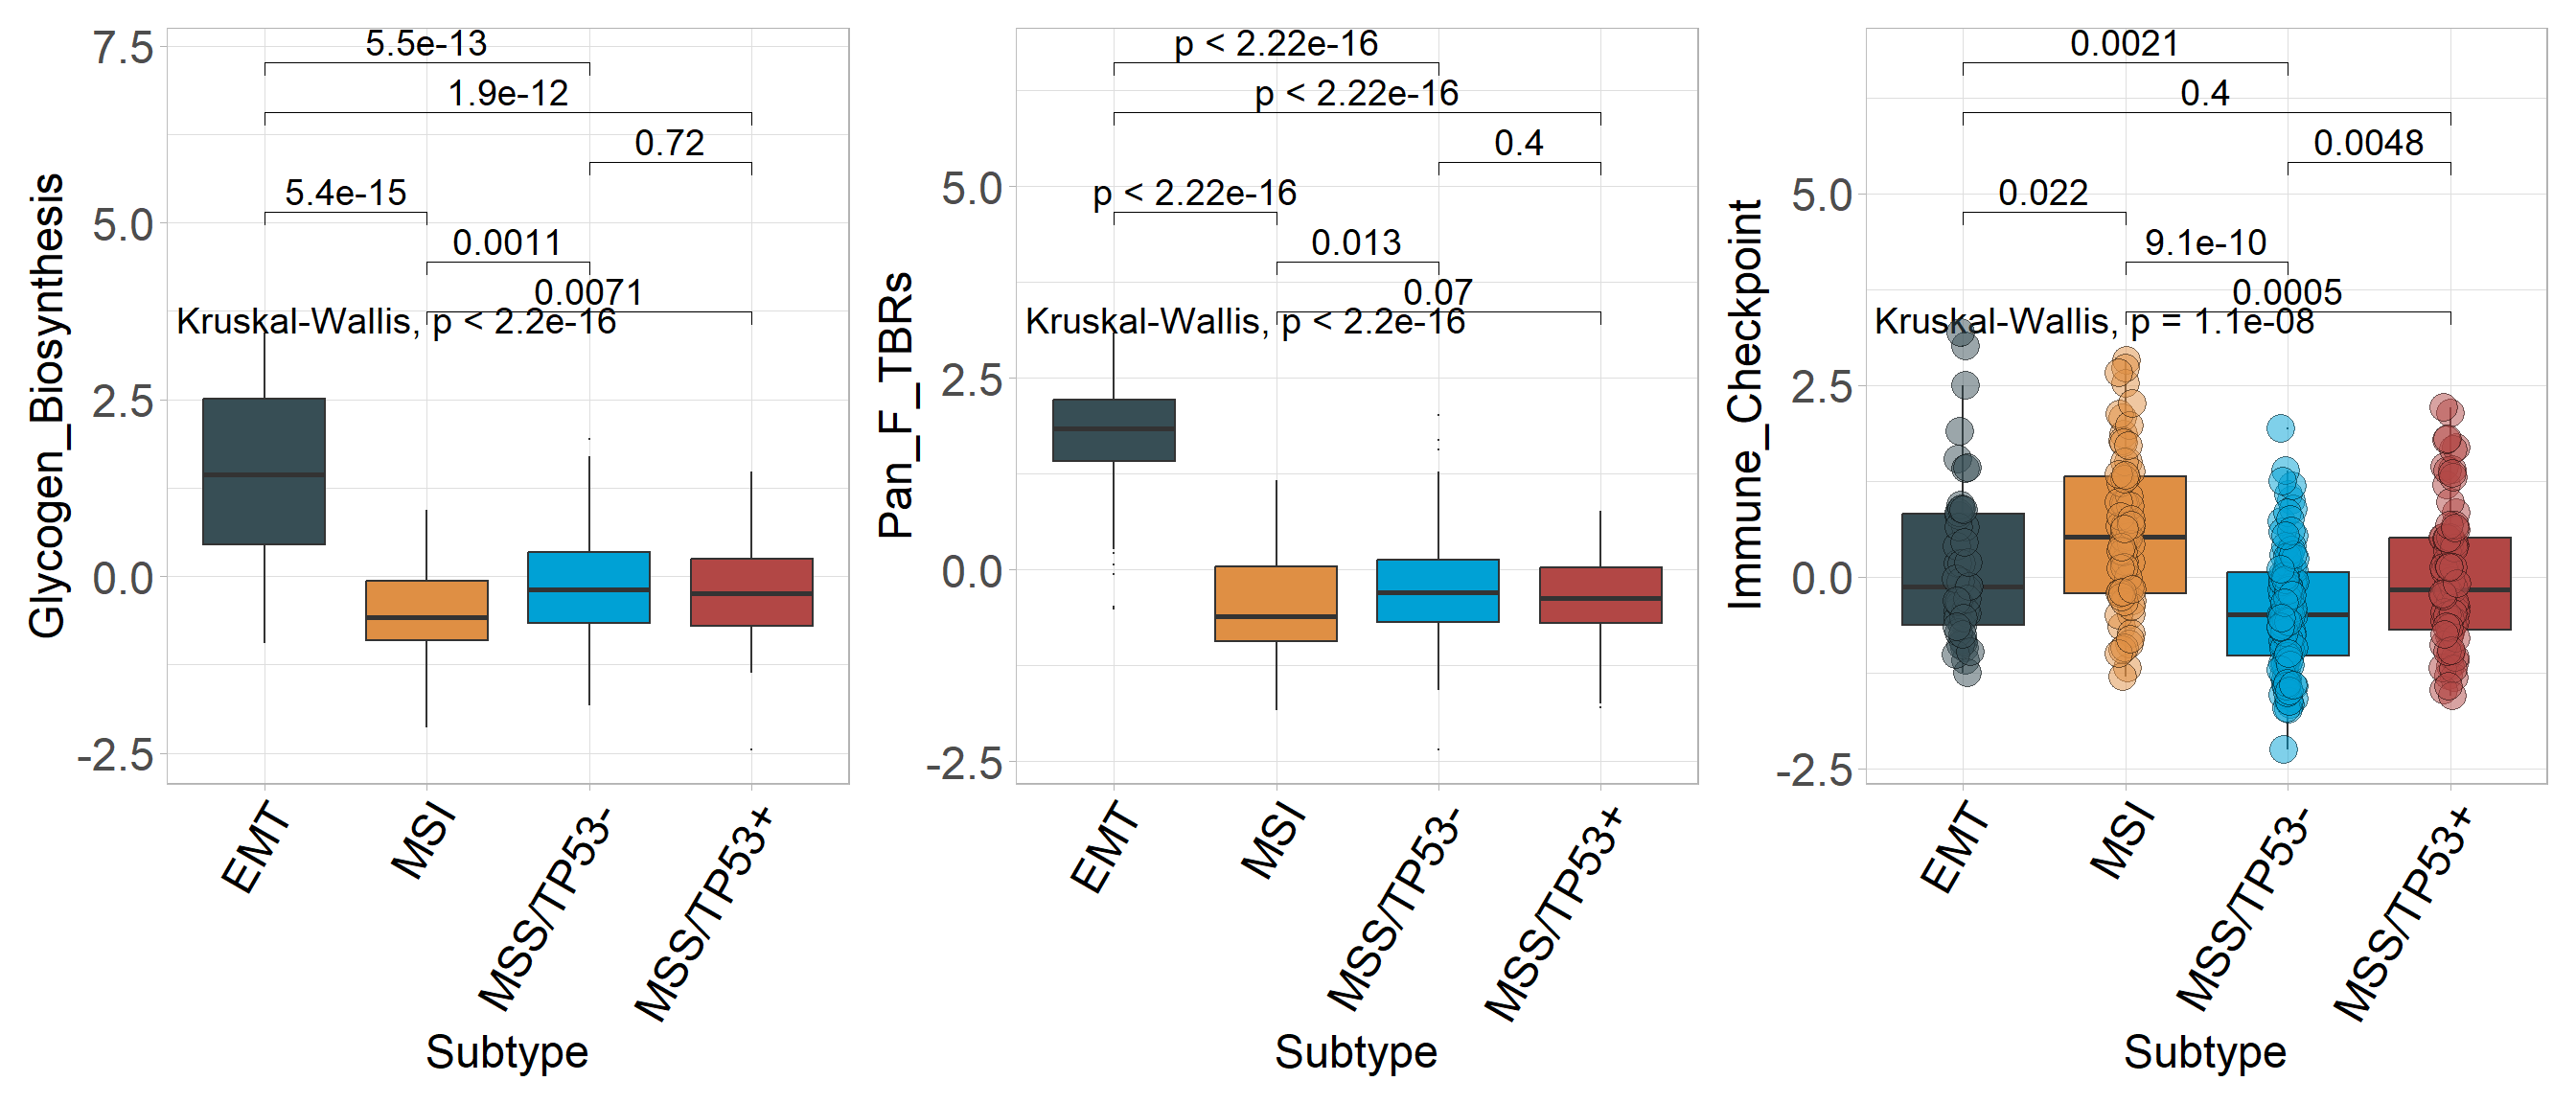 Glycogen_Biosynthesis
7.5
5.0
2.5
0.0
-2.5
5.5e-13
1.9e-12
0.72
5.4e-15
0.0011
0.0071
Kruskal-Wallis, p < 2.2e-16
EMT
MSI
MSS/TP53-
MSS/TP53+
Subtype
Pan_F_TBRs
5.0
2.5
0.0
-2.5
p < 2.22e-16
p < 2.22e-16
0.4
p < 2.22e-16
0.013
0.07
Kruskal-Wallis, p < 2.2e-16
EMT
MSI
MSS/TP53-
MSS/TP53+
Subtype
Immune_Checkpoint
5.0
2.5
0.0
-2.5
0.0021
0.4
0.0048
0.022
9.1e-10
0.0005
Kruskal-Wallis, p = 1.1e-08
EMT
MSI
MSS/TP53-
MSS/TP53+
Subtype